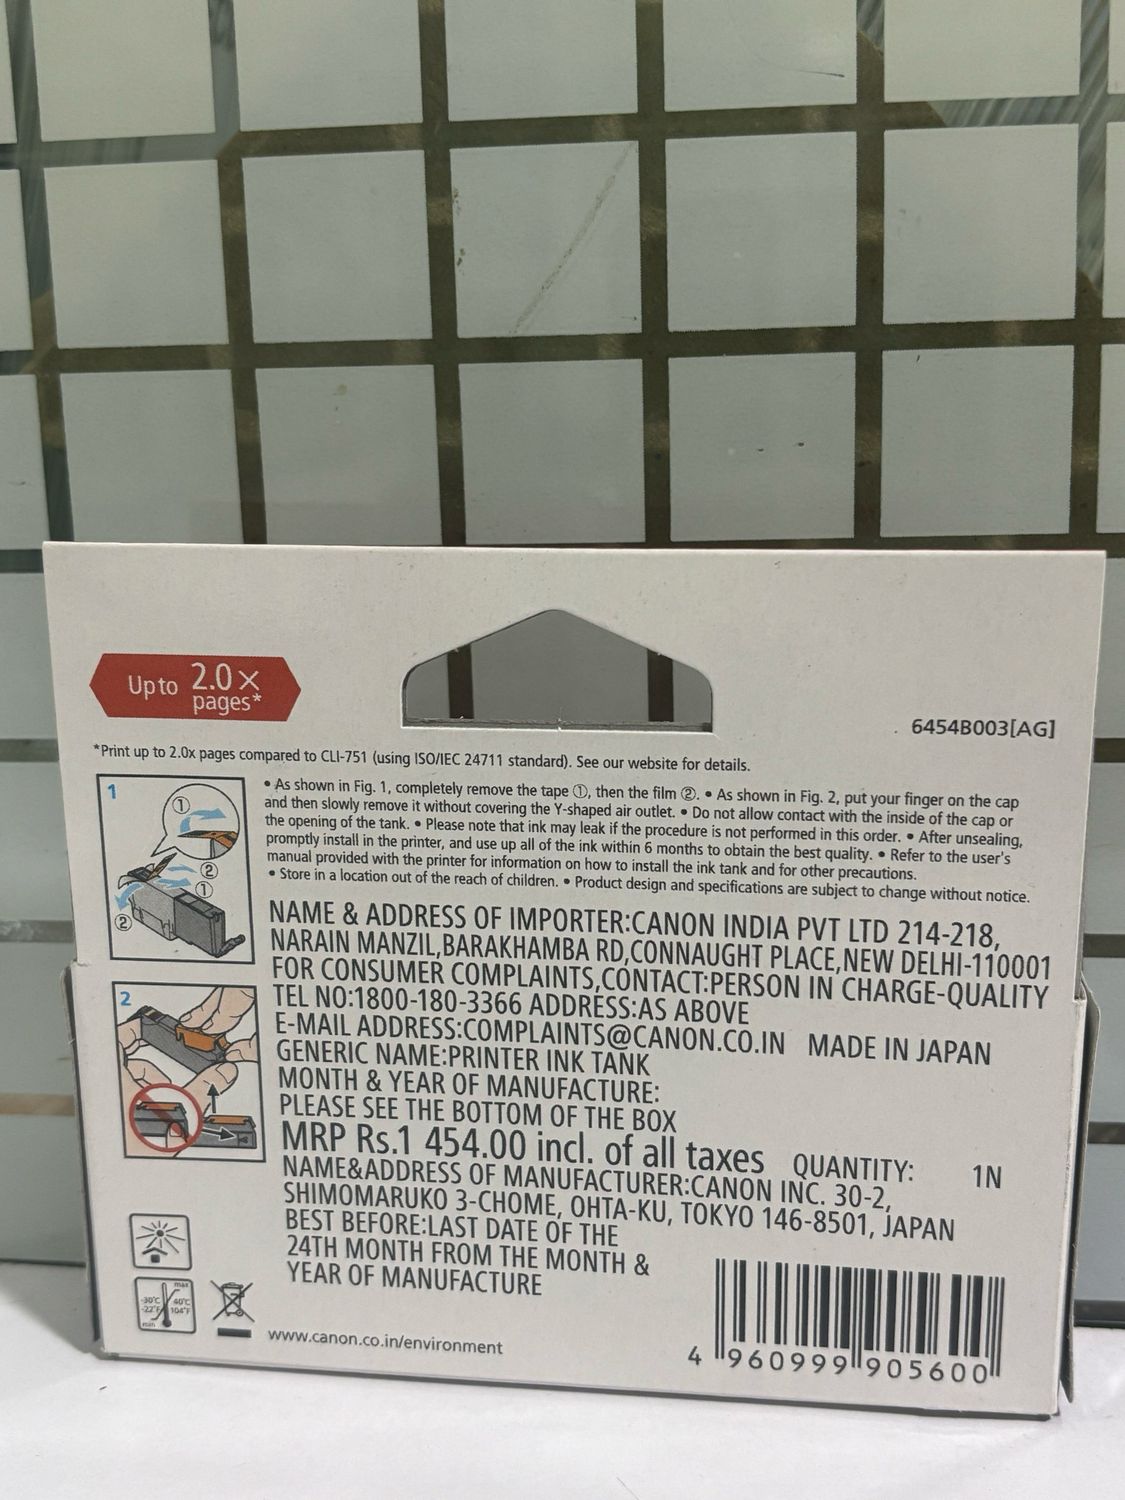 Up to 2.0×
pages*
6454B003[AG]
*Print up to 2.0x pages compared to CLI-751 (using ISO/IEC 24711 standard). See our website for details.
1
①
②
①
②
• As shown in Fig. 1, completely remove the tape ①, then the film ②. • As shown in Fig. 2, put your finger on the cap
and then slowly remove it without covering the Y-shaped air outlet. • Do not allow contact with the inside of the cap or
the opening of the tank. • Please note that ink may leak if the procedure is not performed in this order. • After unsealing,
promptly install in the printer, and use up all of the ink within 6 months to obtain the best quality. • Refer to the user's
manual provided with the printer for information on how to install the ink tank and for other precautions.
• Store in a location out of the reach of children. • Product design and specifications are subject to change without notice.
2
NAME & ADDRESS OF IMPORTER:CANON INDIA PVT LTD 214-218,
NARAIN MANZIL,BARAKHAMBA RD,CONNAUGHT PLACE,NEW DELHI-110001
FOR CONSUMER COMPLAINTS,CONTACT:PERSON IN CHARGE-QUALITY
TEL NO:1800-180-3366 ADDRESS:AS ABOVE
E-MAIL ADDRESS:COMPLAINTS@CANON.CO.IN MADE IN JAPAN
GENERIC NAME:PRINTER INK TANK
MONTH & YEAR OF MANUFACTURE:
PLEASE SEE THE BOTTOM OF THE BOX
MRP Rs.1 454.00 incl. of all taxes QUANTITY: 1N
NAME&ADDRESS OF MANUFACTURER:CANON INC. 30-2,
SHIMOMARUKO 3-CHOME, OHTA-KU, TOKYO 146-8501, JAPAN
BEST BEFORE:LAST DATE OF THE
24TH MONTH FROM THE MONTH &
YEAR OF MANUFACTURE
max
-30°C 40°C
-22°F 104°F
min
www.canon.co.in/environment
4 960999 905600